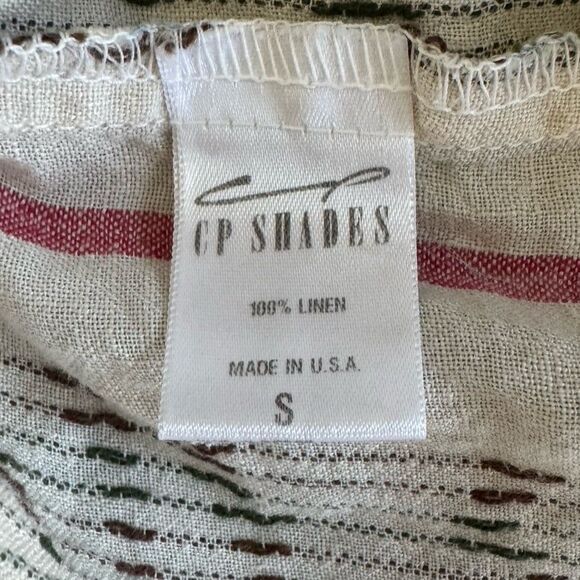 CP SHADES
100% LINEN
MADE IN U.S.A.
S